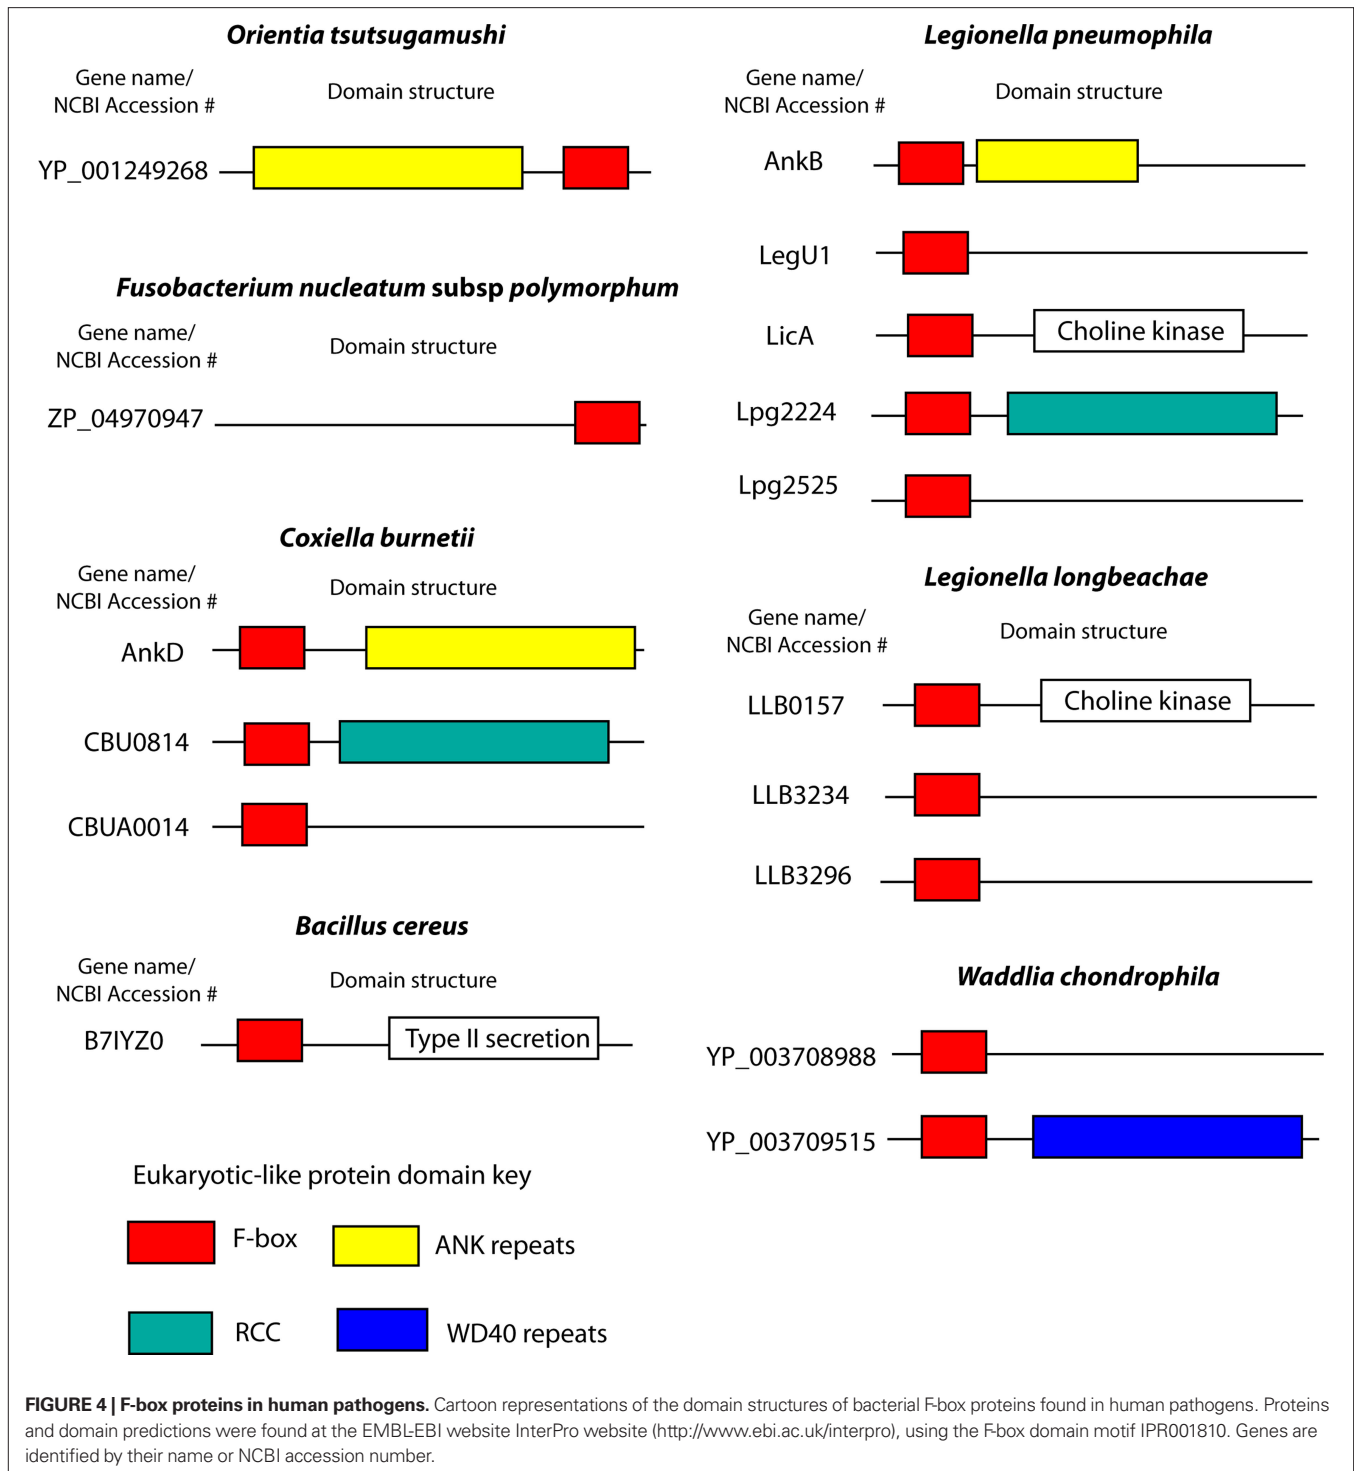 Orientia tsutsugamushi
Gene name/
NCBI Accession #
Domain structure
YP_001249268
Fusobacterium nucleatum subsp polymorphum
Gene name/
NCBI Accession #
Domain structure
ZP_04970947
Coxiella burnetii
Gene name/
NCBI Accession #
Domain structure
AnkD
CBU0814
CBUA0014
Bacillus cereus
Gene name/
NCBI Accession #
Domain structure
B7IYZ0
Type II secretion
Legionella pneumophila
Gene name/
NCBI Accession #
Domain structure
AnkB
LegU1
LicA
Choline kinase
Lpg2224
Lpg2525
Legionella longbeachae
Gene name/
NCBI Accession #
Domain structure
LLB0157
Choline kinase
LLB3234
LLB3296
Waddlia chondrophila
YP_003708988
YP_003709515
Eukaryotic-like protein domain key
F-box
ANK repeats
RCC
WD40 repeats
FIGURE 4 | F-box proteins in human pathogens. Cartoon representations of the domain structures of bacterial F-box proteins found in human pathogens. Proteins
and domain predictions were found at the EMBL-EBI website InterPro website (http://www.ebi.ac.uk/interpro), using the F-box domain motif IPR001810. Genes are
identified by their name or NCBI accession number.